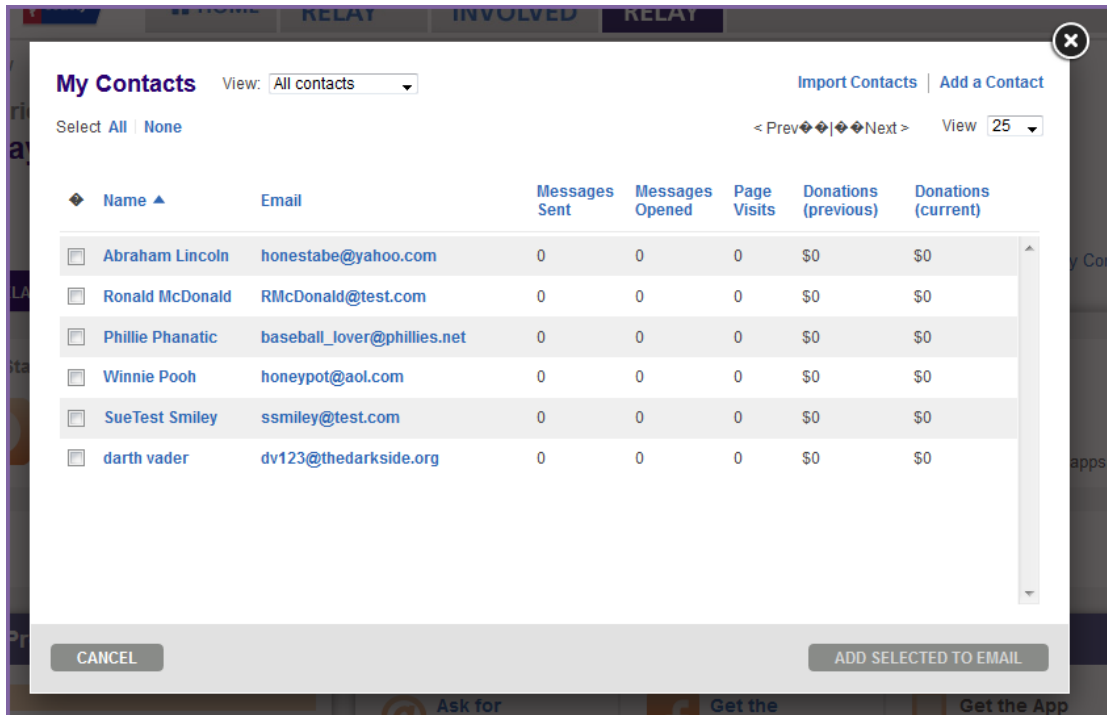 HOME
RELAY
INVOLVED
RELAY
My Contacts View: All contacts
Import Contacts | Add a Contact
Select All | None
< Prev��|��Next > View 25
� Name ▲ Email Messages Sent Messages Opened Page Visits Donations (previous) Donations (current)
Abraham Lincoln honestabe@yahoo.com 0 0 0 $0 $0
Ronald McDonald RMcDonald@test.com 0 0 0 $0 $0
Phillie Phanatic baseball_lover@phillies.net 0 0 0 $0 $0
Winnie Pooh honeypot@aol.com 0 0 0 $0 $0
SueTest Smiley ssmiley@test.com 0 0 0 $0 $0
darth vader dv123@thedarkside.org 0 0 0 $0 $0
apps
CANCEL
ADD SELECTED TO EMAIL
Ask for
Get the
Get the App